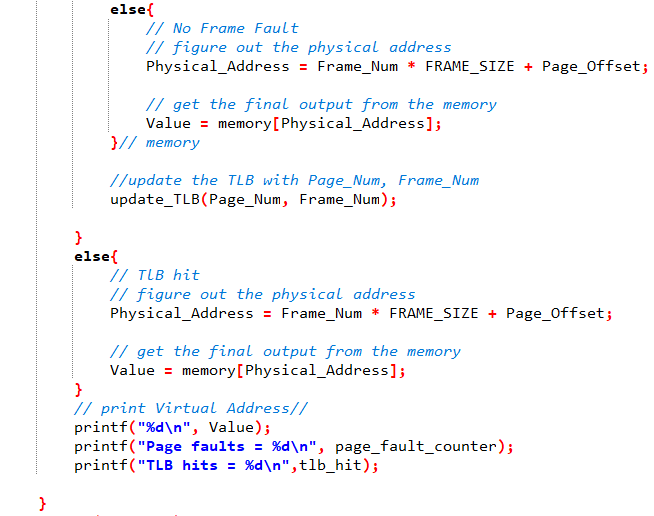 else{
// No Frame Fault
// figure out the physical address
Physical_Address = Frame_Num * FRAME_SIZE + Page_Offset;
// get the final output from the memory
Value = memory[Physical_Address];
}// memory
//update the TLB with Page_Num, Frame_Num
update_TLB(Page_Num, Frame_Num);
}
else{
// TlB hit
// figure out the physical address
Physical_Address = Frame_Num * FRAME_SIZE + Page_Offset;
// get the final output from the memory
Value = memory[Physical_Address];
}
// print Virtual Address//
printf("%d\n", Value);
printf("Page faults = %d\n", page_fault_counter);
printf("TLB hits = %d\n",tlb_hit);
}